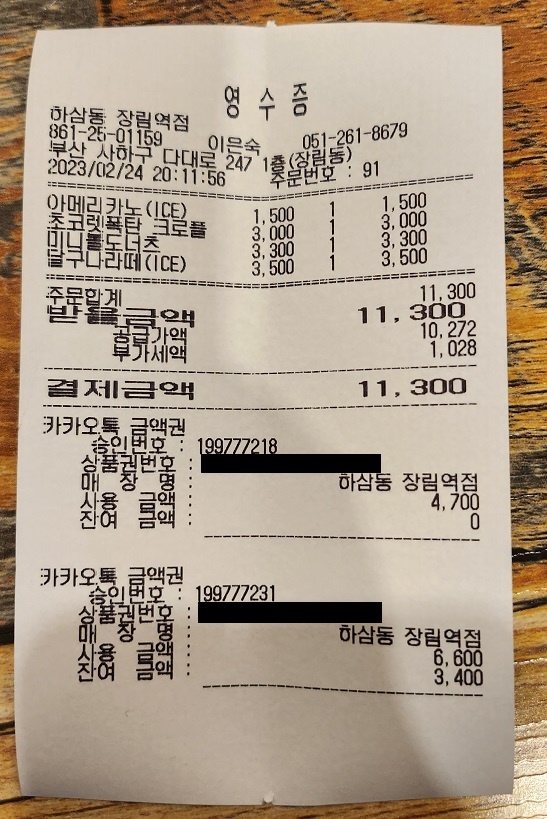 영 수 증
하삼동 장림역점
861-25-01159 이은숙 051-261-8679
부산 사하구 다대로 247 1층(장림동)
2023/02/24 20:11:56 주문번호 : 91
아메리카노(ICE) 1,500 1 1,500
초코렛폭탄 크로플 3,000 1 3,000
미니롤도너츠 3,300 1 3,300
달구나라떼(ICE) 3,500 1 3,500
주문합계 11,300
받을금액 11,300
공급가액 10,272
부가세액 1,028
결제금액 11,300
카카오톡 금액권
승인번호 : 199777218
상품권번호 :
매 장 명 : 하삼동 장림역점
사용 금액 : 4,700
잔여 금액 : 0
카카오톡 금액권
승인번호 : 199777231
상품권번호 :
매 장 명 : 하삼동 장림역점
사용 금액 : 6,600
잔여 금액 : 3,400